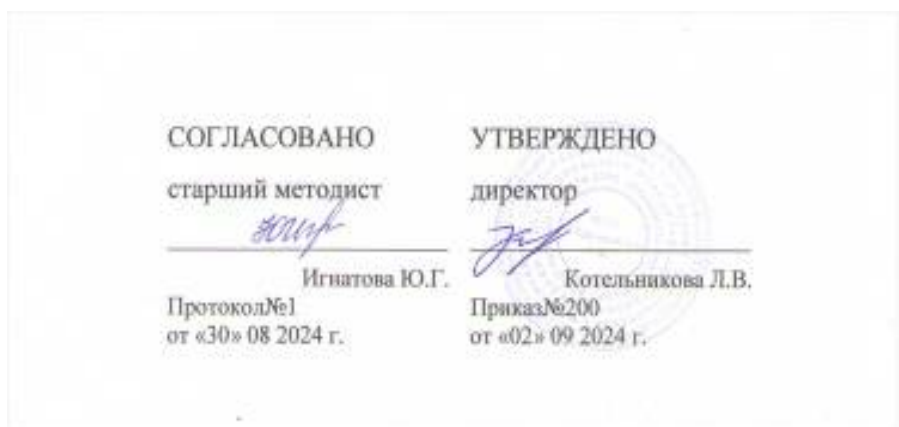 СОГЛАСОВАНО
старший методист
Игнатова Ю.Г.
Протокол№1
от «30» 08 2024 г.
УТВЕРЖДЕНО
директор
Котельникова Л.В.
Приказ№200
от «02» 09 2024 г.